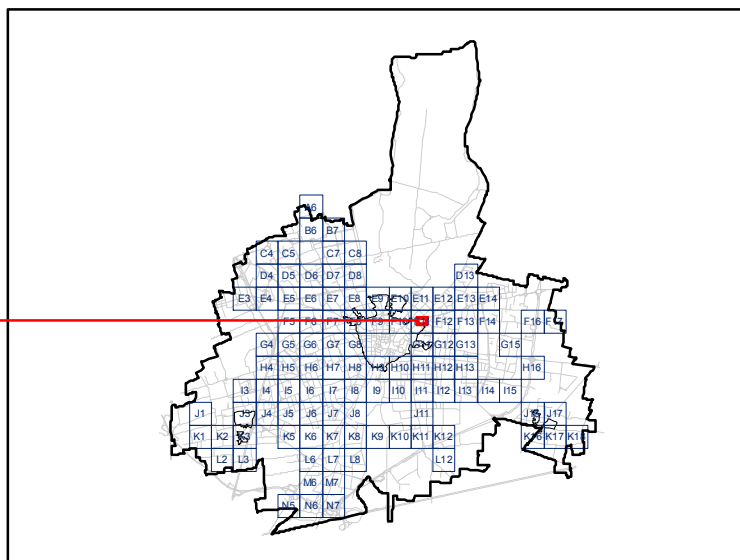 A6
B6 B7
C4 C5 C7 C8
D4 D5 D6 D7 D8 D13
E3 E4 E5 E6 E7 E8 E9 E10 E11 E12 E13 E14
F5 F6 F7 F9 F12 F13 F14 F16
G4 G5 G6 G7 G8 G12 G13 G15
H4 H5 H6 H7 H8 H10 H11 H12 H13 H16
I3 I4 I5 I6 I7 I8 I9 I10 I11 I12 I13 I14 I15
J1 J3 J4 J5 J6 J7 J8 J11 J17
K1 K2 K5 K6 K7 K8 K9 K10 K11 K12 K16 K17 K18
L2 L3 L6 L7 L8 L12
M6 M7
N5 N6 N7